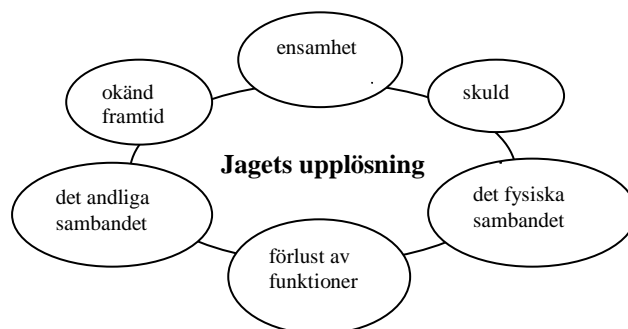 ensamhet
okänd
framtid
skuld
Jagets upplösning
det andliga
sambandet
det fysiska
sambandet
förlust av
funktioner